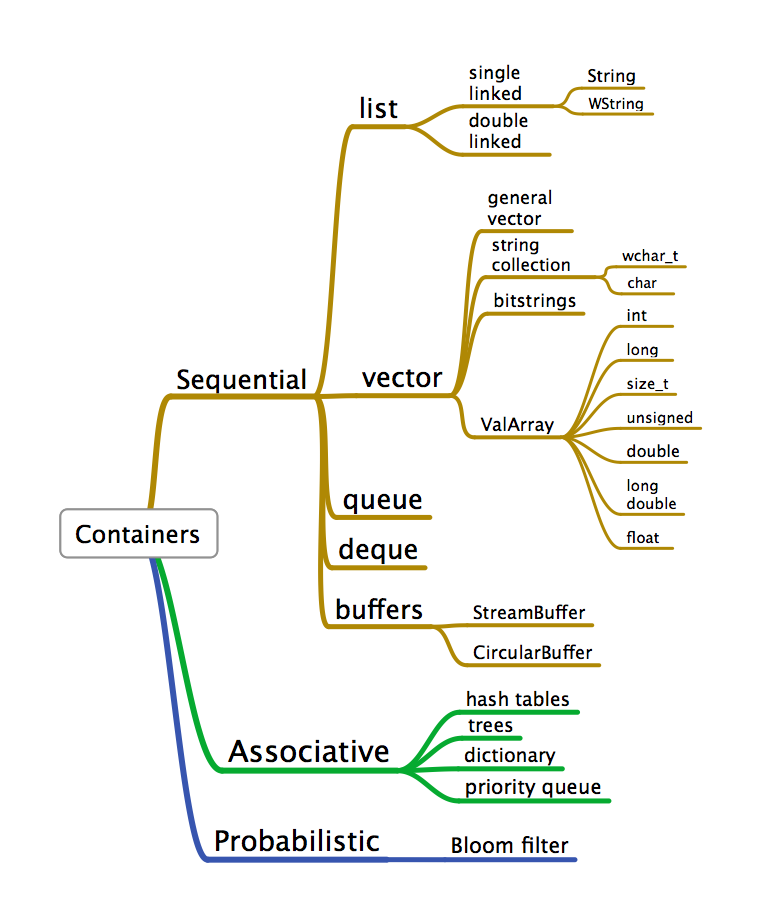 Containers
Sequential
list
single
linked
String
WString
double
linked
vector
general
vector
string
collection
wchar_t
char
bitstrings
ValArray
int
long
size_t
unsigned
double
long
double
float
queue
deque
buffers
StreamBuffer
CircularBuffer
Associative
hash tables
trees
dictionary
priority queue
Probabilistic
Bloom filter